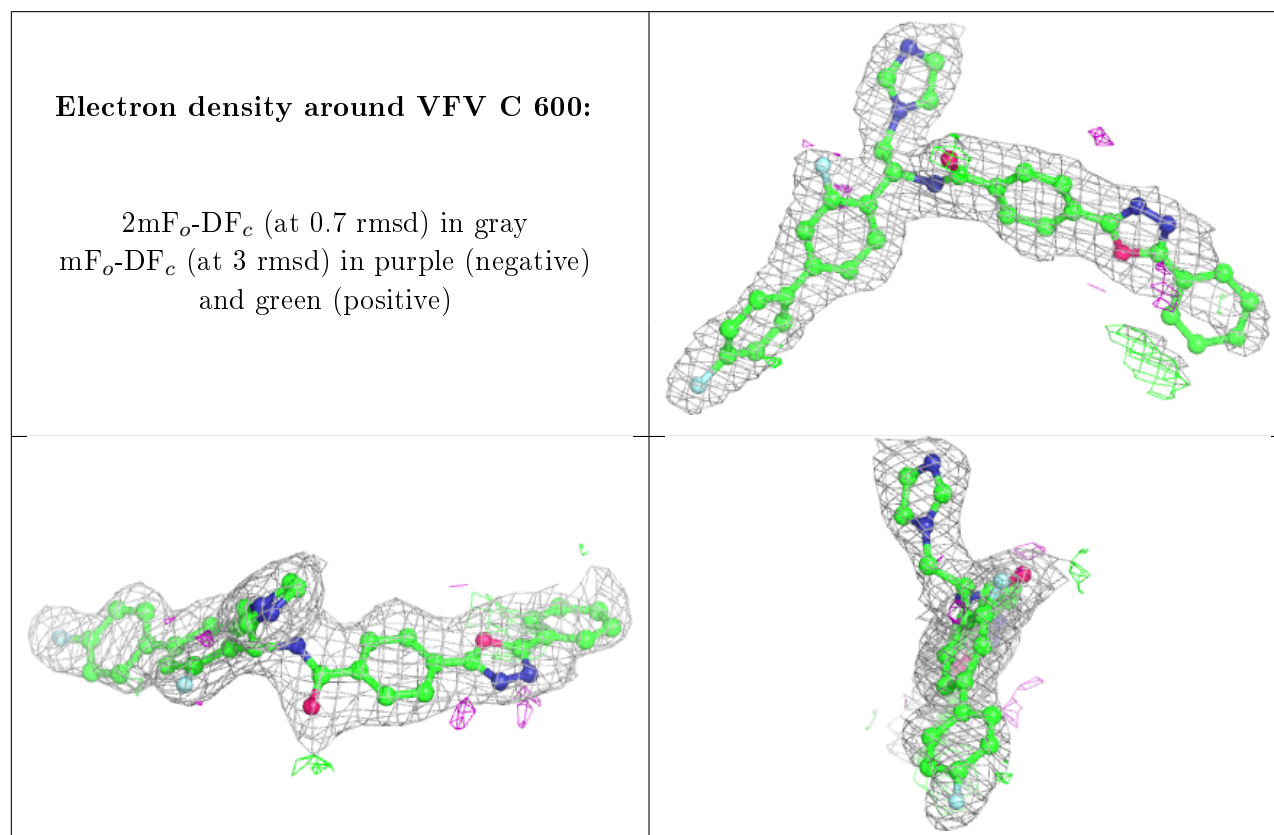 Electron density around VFV C 600:
2mFo-DFc (at 0.7 rmsd) in gray
mFo-DFc (at 3 rmsd) in purple (negative)
and green (positive)